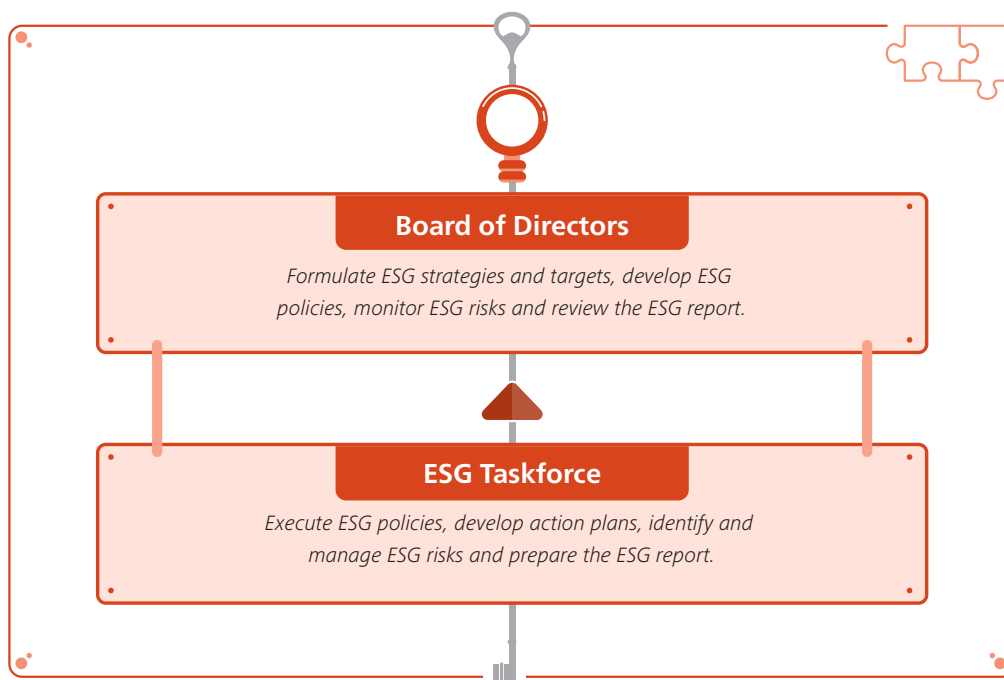 Board of Directors
Formulate ESG strategies and targets, develop ESG
policies, monitor ESG risks and review the ESG report.
ESG Taskforce
Execute ESG policies, develop action plans, identify and
manage ESG risks and prepare the ESG report.